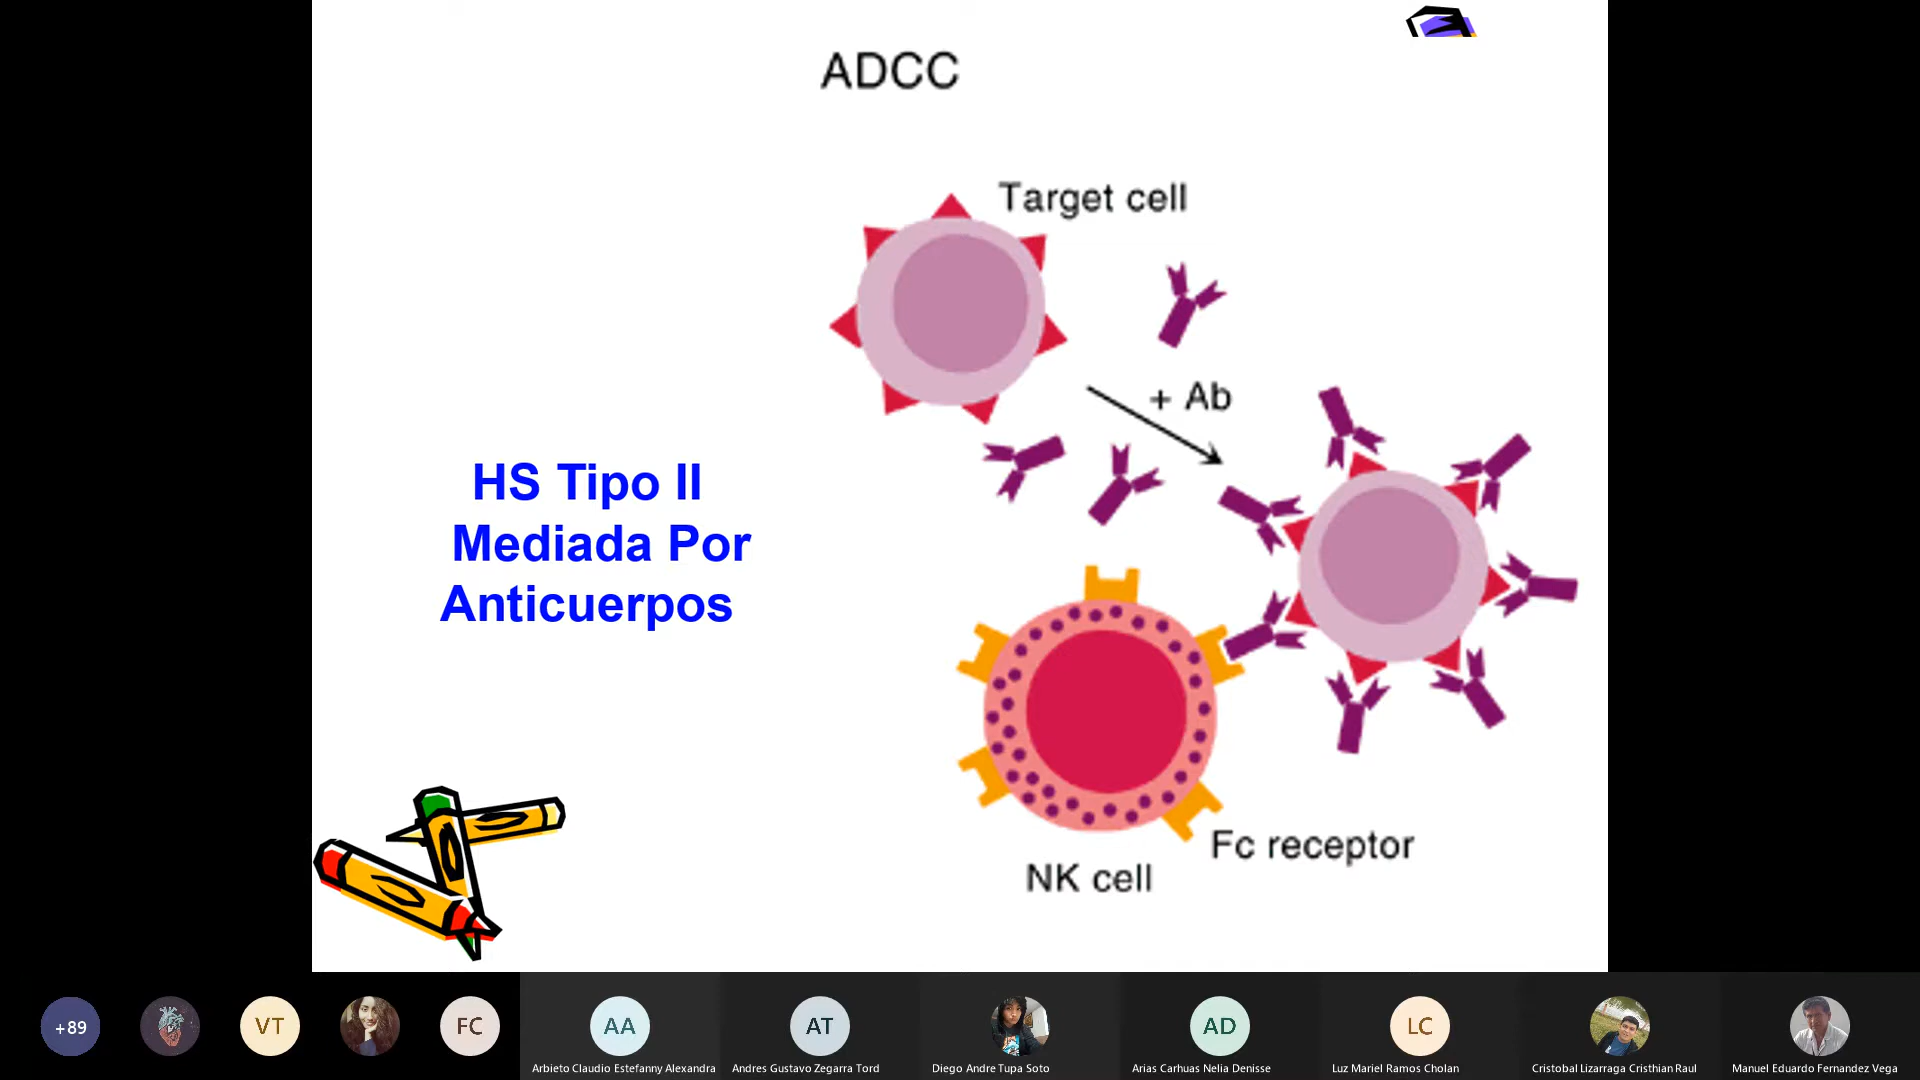 ADCC
Target cell
+ Ab
HS Tipo II
Mediada Por
Anticuerpos
Fc receptor
NK cell
+89
VT
FC
AA
AT
AD
LC
Arbieto Claudio Estefanny Alexandra
Andres Gustavo Zegarra Tord
Diego Andre Tupa Soto
Arias Carhuas Nelia Denisse
Luz Mariel Ramos Cholan
Cristobal Lizarraga Cristhian Raul
Manuel Eduardo Fernandez Vega